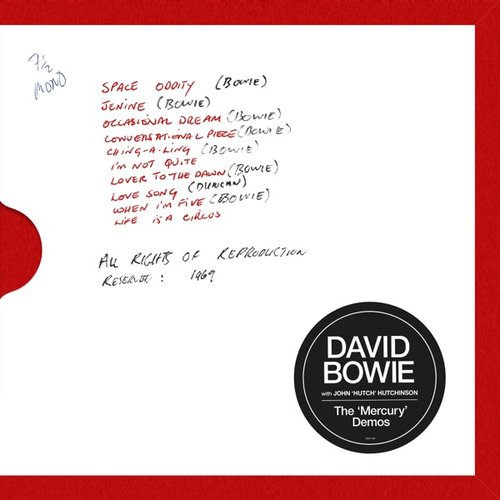 7½
MONO
SPACE ODDITY (BOWIE)
JENINE (BOWIE)
OCCASIONAL DREAM (BOWIE)
CONVERSATIONAL PIECE (BOWIE)
CHING-A-LING (BOWIE)
I'M NOT QUITE
LOVER TO THE DAWN (BOWIE)
LOVE SONG (DUNCAN)
WHEN I'M FIVE (BOWIE)
LIFE IS A CIRCUS
ALL RIGHTS OF REPRODUCTION
RESERVED: 1969
DAVID
BOWIE
with JOHN 'HUTCH' HUTCHINSON
The 'Mercury'
Demos